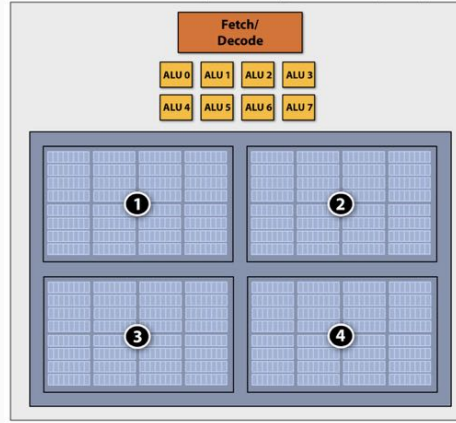 Fetch/
Decode
ALU 0 ALU 1 ALU 2 ALU 3
ALU 4 ALU 5 ALU 6 ALU 7
1 2
3 4